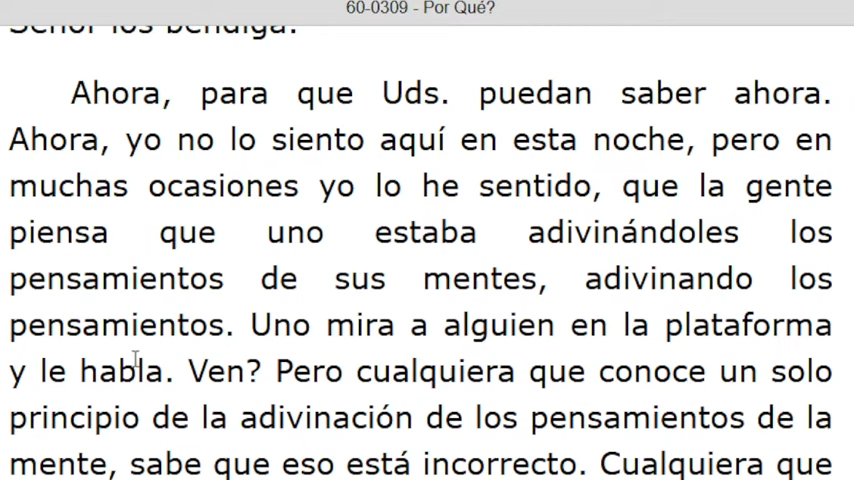 60-0309 - Por Qué?
Señor los bendiga.
Ahora, para que Uds. puedan saber ahora.
Ahora, yo no lo siento aquí en esta noche, pero en
muchas ocasiones yo lo he sentido, que la gente
piensa que uno estaba adivinándoles los
pensamientos de sus mentes, adivinando los
pensamientos. Uno mira a alguien en la plataforma
y le habla. Ven? Pero cualquiera que conoce un solo
principio de la adivinación de los pensamientos de la
mente, sabe que eso está incorrecto. Cualquiera que